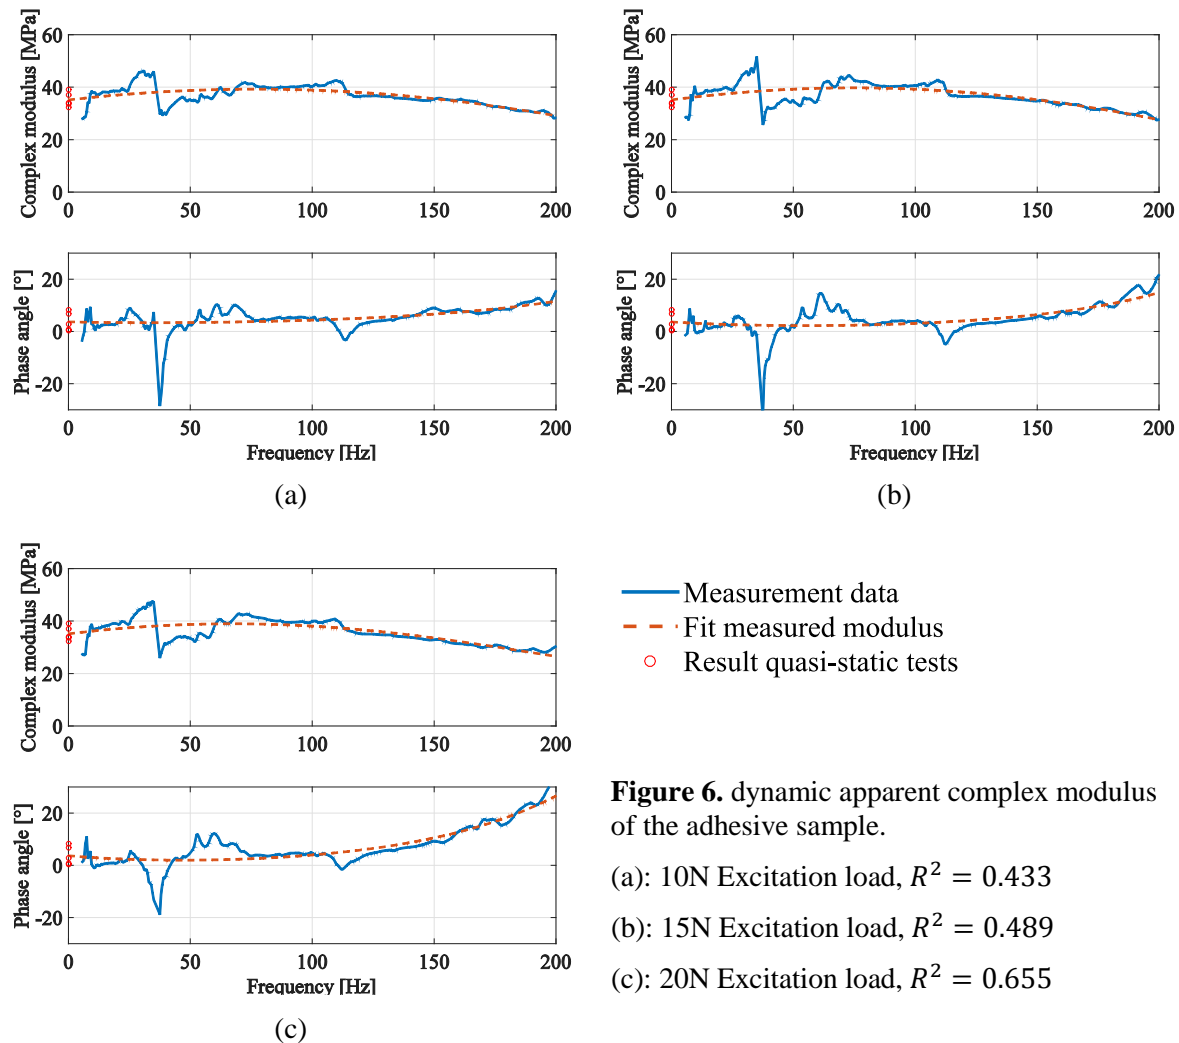 Complex modulus [MPa]
60
40
20
0
0 50 100 150 200
Phase angle [°]
20
0
-20
0 50 100 150 200
Frequency [Hz]
(a)
Complex modulus [MPa]
60
40
20
0
0 50 100 150 200
Phase angle [°]
20
0
-20
0 50 100 150 200
Frequency [Hz]
(b)
Complex modulus [MPa]
60
40
20
0
0 50 100 150 200
Phase angle [°]
20
0
-20
0 50 100 150 200
Frequency [Hz]
(c)
Measurement data
Fit measured modulus
Result quasi-static tests
Figure 6. dynamic apparent complex modulus
of the adhesive sample.
(a): 10N Excitation load, R² = 0.433
(b): 15N Excitation load, R² = 0.489
(c): 20N Excitation load, R² = 0.655